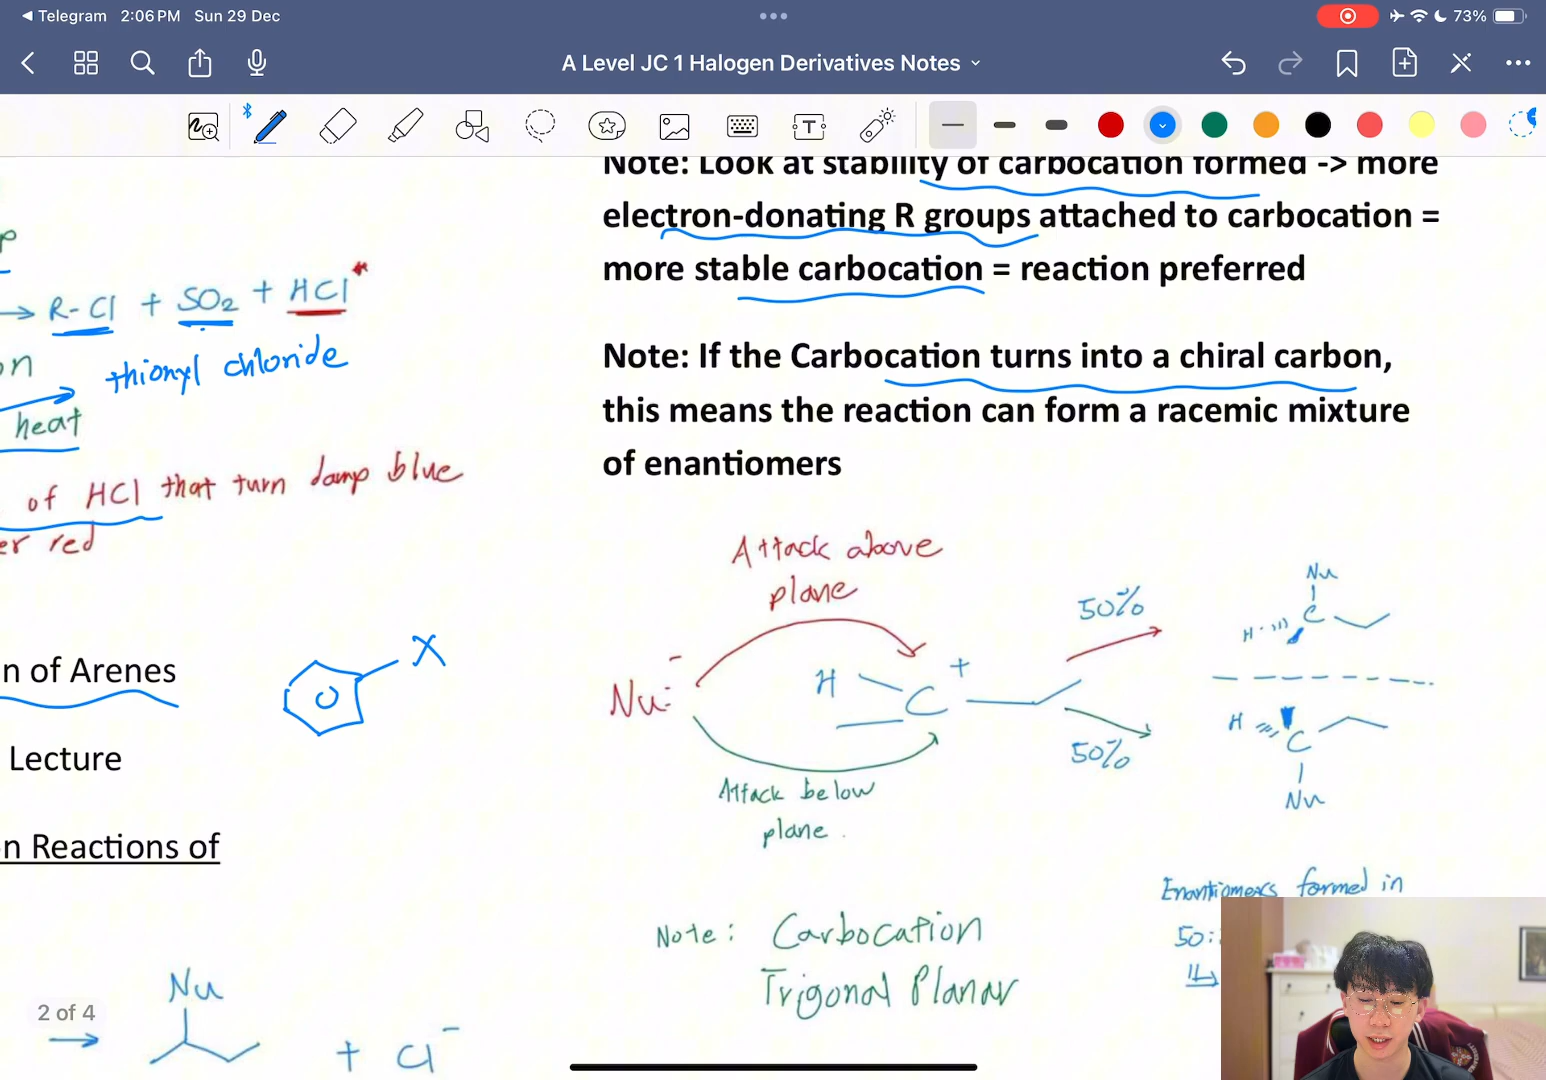 Telegram 2:06 PM Sun 29 Dec
73%
A Level JC 1 Halogen Derivatives Notes
Note: Look at stability of carbocation formed -> more
electron-donating R groups attached to carbocation =
more stable carbocation = reaction preferred
Note: If the Carbocation turns into a chiral carbon,
this means the reaction can form a racemic mixture
of enantiomers
→ R-Cl + SO2 + HCl*
thionyl chloride
heat
of HCl that turn damp blue
red
n of Arenes
X
Lecture
n Reactions of
Nu
+ Cl-
2 of 4
Attack above
plane
Nu:-
H
C
+
Attack below
plane.
50%
50%
Nu
H C
H
C
Nu
Note: Carbocation
Trigonal Planar
Enantiomers formed in
50: